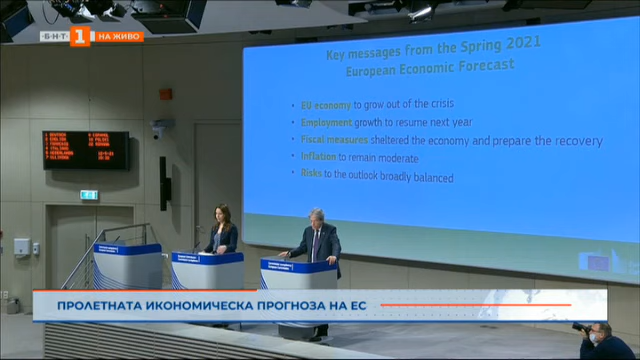 БНТ 1 НА ЖИВО
Key messages from the Spring 2021
European Economic Forecast
• EU economy to grow out of the crisis
• Employment growth to resume next year
• Fiscal measures sheltered the economy and prepare the recovery
• Inflation to remain moderate
• Risks to the outlook broadly balanced
ПРОЛЕТНАТА ИКОНОМИЧЕСКА ПРОГНОЗА НА ЕС